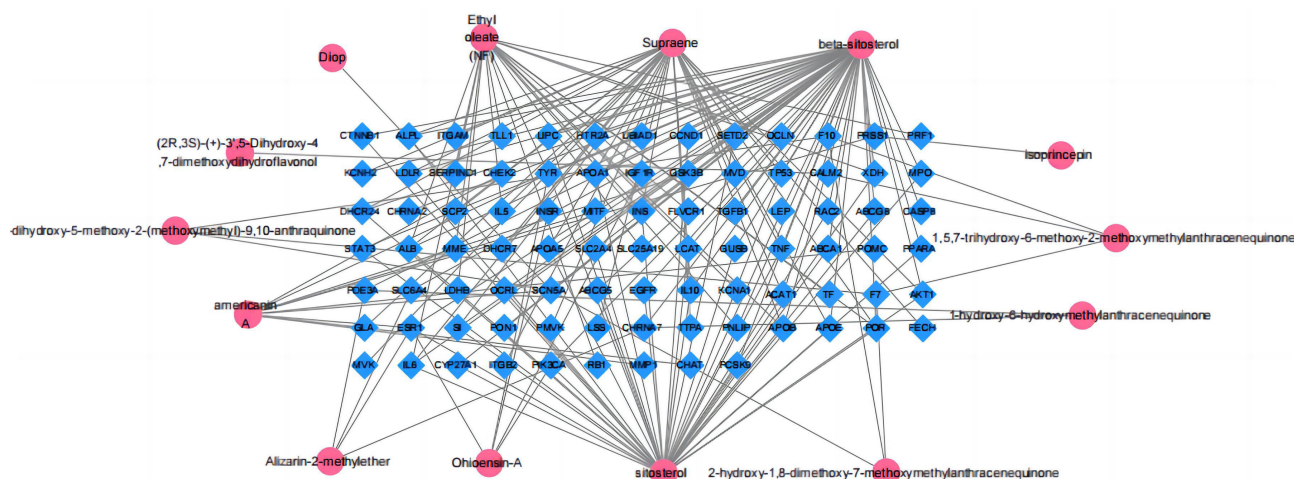 Ethyl
oleate
(NF)
Supraene
beta-sitosterol
Diop
CTNNB1 ALPL ITGAM TLL1 LIPC HTR2A UBIAD1 CCND1 SETD2 OCLN F10 PRSS1 PRF1
(2R,3S)-(+)-3',5-Dihydroxy-4
,7-dimethoxydihydroflavonol
isoprincepin
KCNH2 LDLR SERPIND1 CHEK2 TYR APOA1 IGF1R GSK3B MVD TP53 CALM2 XDH MPO
DHCR24 CHRNA2 SCP2 IL5 INSR MITF INS FLVCR1 TGFB1 LEP RAC2 ABCG8 CASP8
-dihydroxy-5-methoxy-2-(methoxymethyl)-9,10-anthraquinone
1,5,7-trihydroxy-6-methoxy-2-methoxymethylanthracenequinone
STAT3 ALB MME DHCR7 APOA5 SLC2A4 SLC25A19 LCAT GUSB TNF ABCA1 POMC PPARA
PDE3A SLC6A4 LDHB OCRL SCN5A ABCG5 EGFR IL10 KCNA1 ACAT1 TF F7 AKT1
americanin
A
1-hydroxy-6-hydroxymethylanthracenequinone
GLA ESR1 SI PON1 PMVK LSS CHRNA7 TTPA PNLIP APOB APOE POR FECH
MVK IL6 CYP27A1 ITGB2 PIK3CA RB1 MMP1 CHAT PCSK9
Alizarin-2-methylether
Ohioensin-A
sitosterol
2-hydroxy-1,8-dimethoxy-7-methoxymethylanthracenequinone